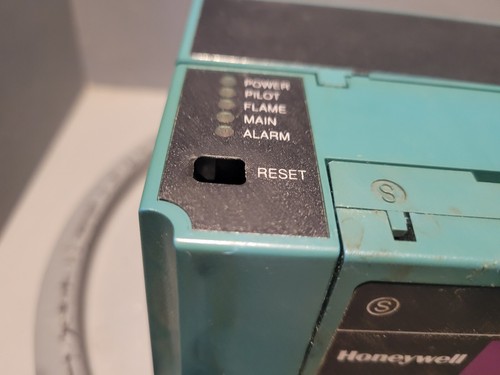 POWER
PILOT
FLAME
MAIN
ALARM
RESET
S
S
Honeywell